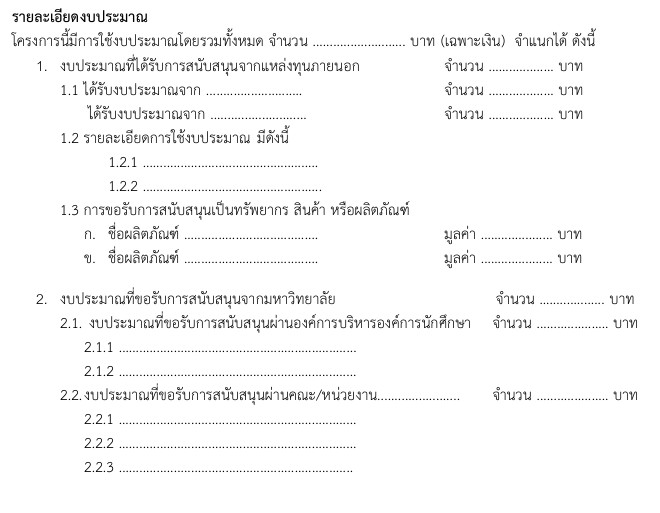 รายละเอียดงบประมาณ
โครงการนี้มีการใช้งบประมาณโดยรวมทั้งหมด จำนวน ........................... บาท (เฉพาะเงิน) จำแนกได้ ดังนี้
1. งบประมาณที่ได้รับการสนับสนุนจากแหล่งทุนภายนอก จำนวน ................... บาท
1.1 ได้รับงบประมาณจาก ............................ จำนวน ................... บาท
ได้รับงบประมาณจาก ............................ จำนวน ................... บาท
1.2 รายละเอียดการใช้งบประมาณ มีดังนี้
1.2.1 ....................................................
1.2.2 .....................................................
1.3 การขอรับการสนับสนุนเป็นทรัพยากร สินค้า หรือผลิตภัณฑ์
ก. ชื่อผลิตภัณฑ์ ....................................... มูลค่า ..................... บาท
ข. ชื่อผลิตภัณฑ์ ....................................... มูลค่า ..................... บาท
2. งบประมาณที่ขอรับการสนับสนุนจากมหาวิทยาลัย จำนวน ................... บาท
2.1. งบประมาณที่ขอรับการสนับสนุนผ่านองค์การบริหารองค์การนักศึกษา จำนวน ..................... บาท
2.1.1 ......................................................................
2.1.2 ......................................................................
2.2. งบประมาณที่ขอรับการสนับสนุนผ่านคณะ/หน่วยงาน........................ จำนวน ..................... บาท
2.2.1 ......................................................................
2.2.2 ......................................................................
2.2.3 .....................................................................